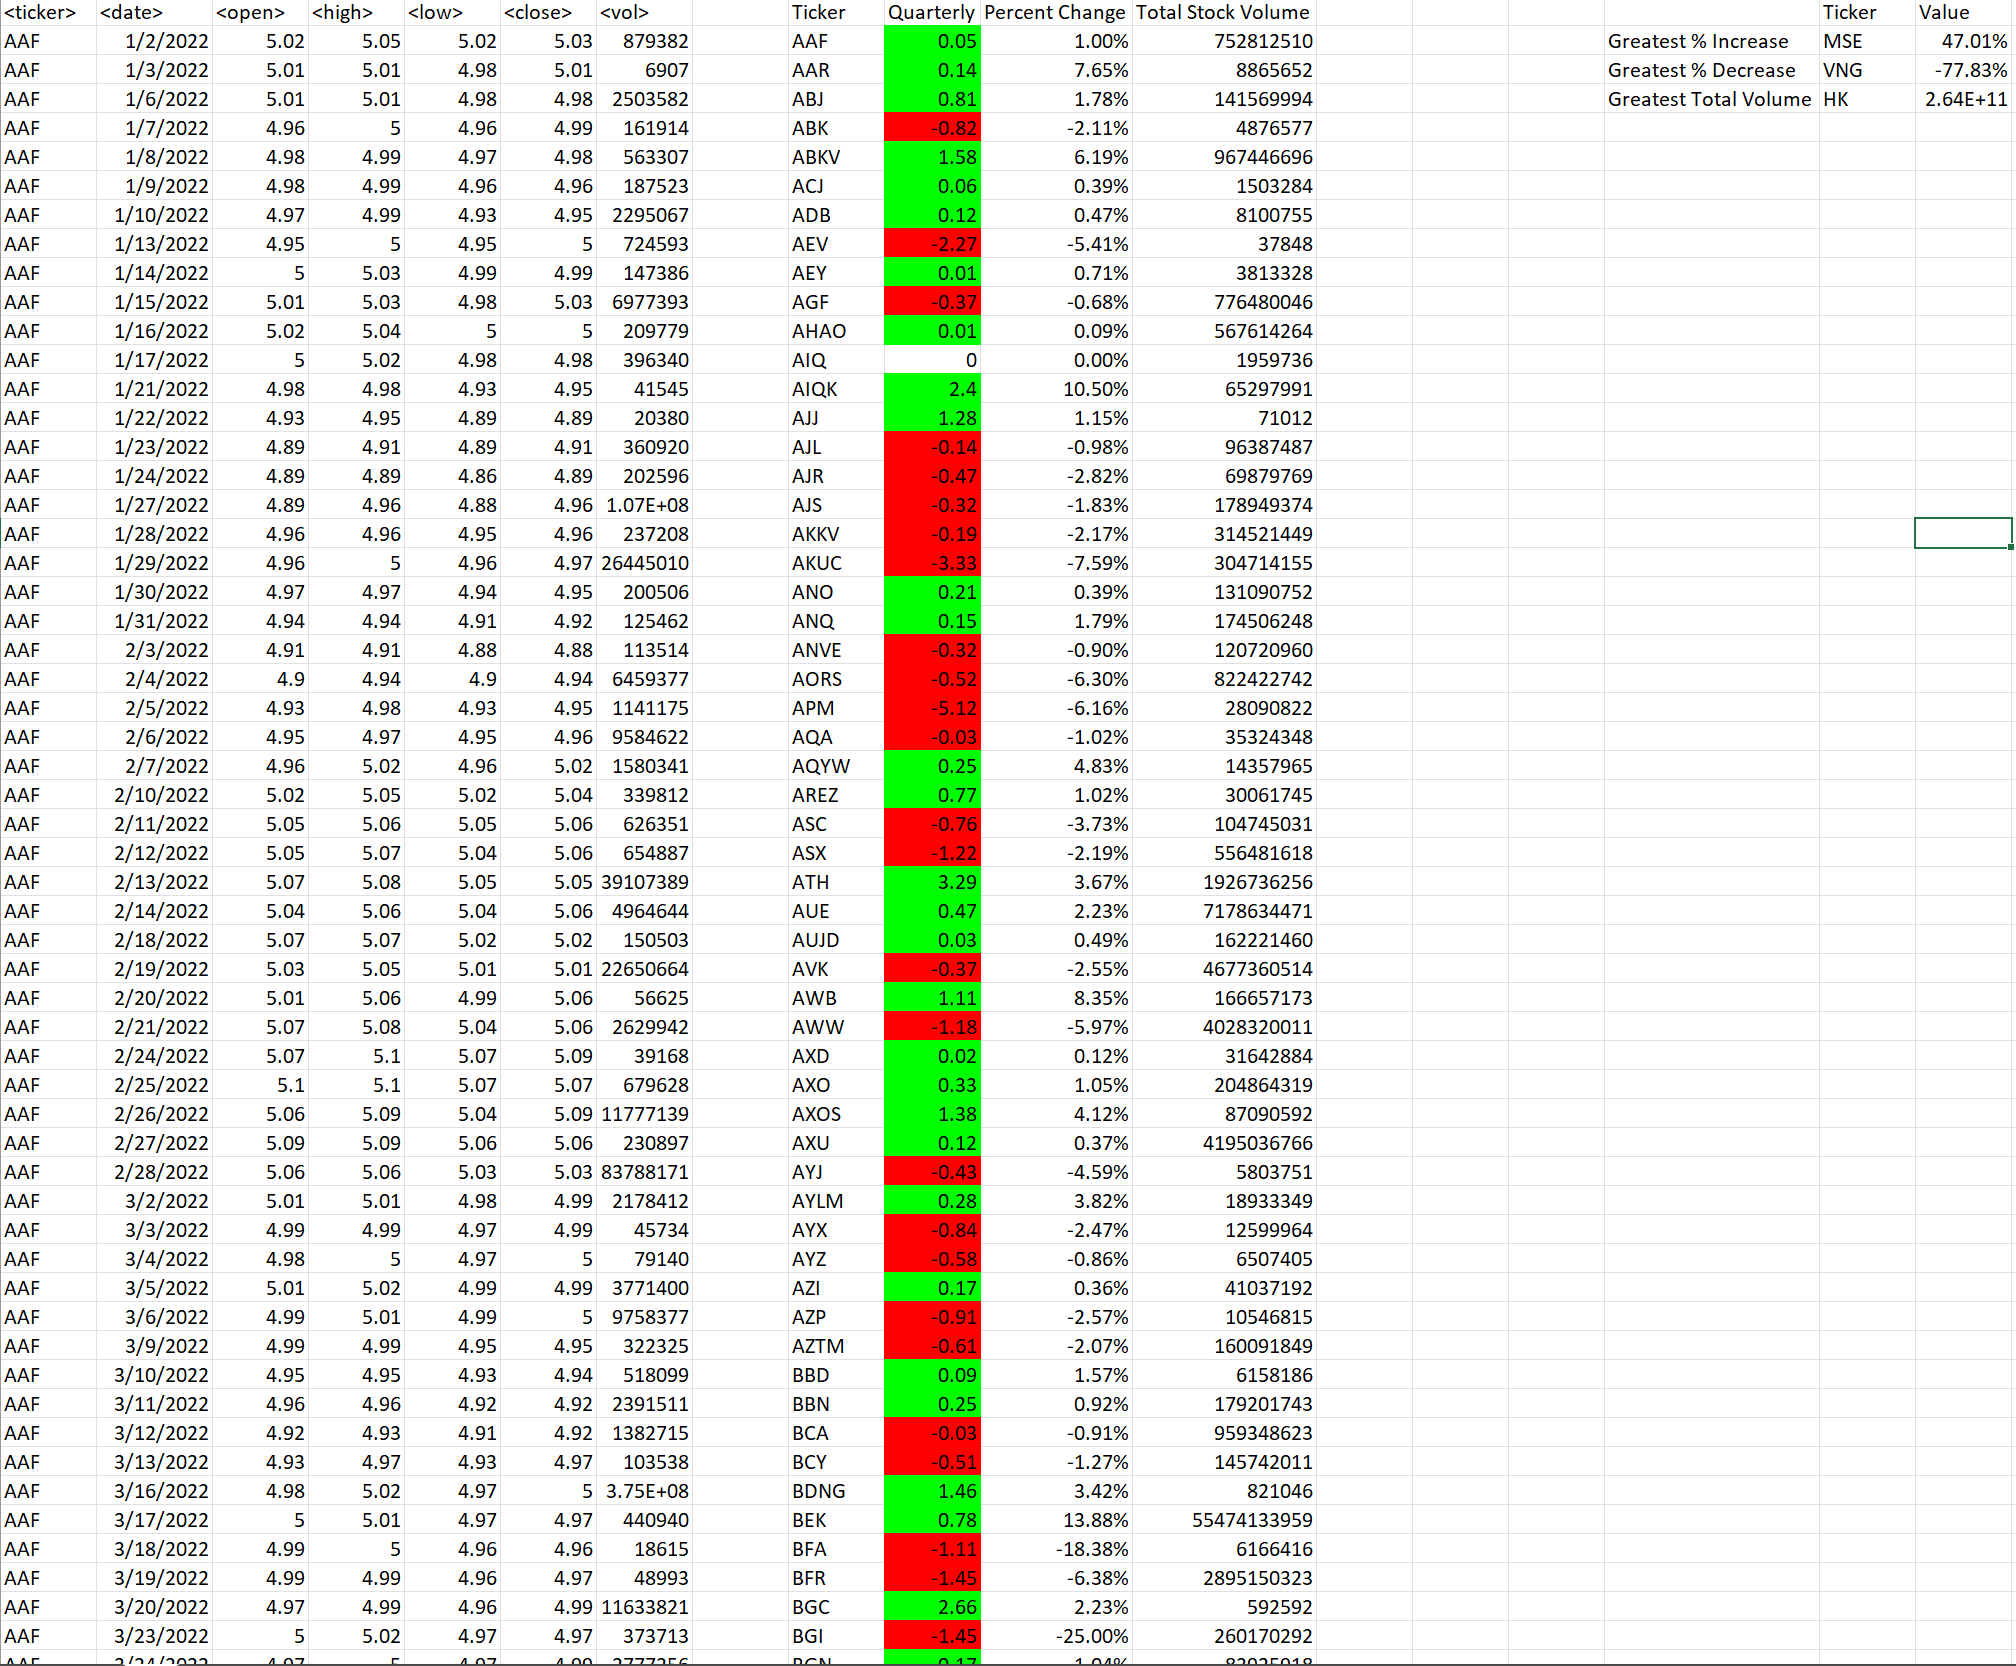 <ticker> <date> <open> <high> <low> <close> <vol> Ticker Quarterly Percent Change Total Stock Volume Ticker Value
AAF 1/2/2022 5.02 5.05 5.02 5.03 879382 AAF 0.05 1.00% 752812510 Greatest % Increase MSE 47.01%
AAF 1/3/2022 5.01 5.01 4.98 5.01 6907 AAR 0.14 7.65% 8865652 Greatest % Decrease VNG -77.83%
AAF 1/6/2022 5.01 5.01 4.98 4.98 2503582 ABJ 0.81 1.78% 141569994 Greatest Total Volume HK 2.64E+11
AAF 1/7/2022 4.96 5 4.96 4.99 161914 ABK -0.82 -2.11% 4876577
AAF 1/8/2022 4.98 4.99 4.97 4.98 563307 ABKV 1.58 6.19% 967446696
AAF 1/9/2022 4.98 4.99 4.96 4.96 187523 ACJ 0.06 0.39% 1503284
AAF 1/10/2022 4.97 4.99 4.93 4.95 2295067 ADB 0.12 0.47% 8100755
AAF 1/13/2022 4.95 5 4.95 5 724593 AEV -2.27 -5.41% 37848
AAF 1/14/2022 5 5.03 4.99 4.99 147386 AEY 0.01 0.71% 3813328
AAF 1/15/2022 5.01 5.03 4.98 5.03 6977393 AGF -0.37 -0.68% 776480046
AAF 1/16/2022 5.02 5.04 5 5 209779 AHAO 0.01 0.09% 567614264
AAF 1/17/2022 5 5.02 4.98 4.98 396340 AIQ 0 0.00% 1959736
AAF 1/21/2022 4.98 4.98 4.93 4.95 41545 AIQK 2.4 10.50% 65297991
AAF 1/22/2022 4.93 4.95 4.89 4.89 20380 AJJ 1.28 1.15% 71012
AAF 1/23/2022 4.89 4.91 4.89 4.91 360920 AJL -0.14 -0.98% 96387487
AAF 1/24/2022 4.89 4.89 4.86 4.89 202596 AJR -0.47 -2.82% 69879769
AAF 1/27/2022 4.89 4.96 4.88 4.96 1.07E+08 AJS -0.32 -1.83% 178949374
AAF 1/28/2022 4.96 4.96 4.95 4.96 237208 AKKV -0.19 -2.17% 314521449
AAF 1/29/2022 4.96 5 4.96 4.97 26445010 AKUC -3.33 -7.59% 304714155
AAF 1/30/2022 4.97 4.97 4.94 4.95 200506 ANO 0.21 0.39% 131090752
AAF 1/31/2022 4.94 4.94 4.91 4.92 125462 ANQ 0.15 1.79% 174506248
AAF 2/3/2022 4.91 4.91 4.88 4.88 113514 ANVE -0.32 -0.90% 120720960
AAF 2/4/2022 4.9 4.94 4.9 4.94 6459377 AORS -0.52 -6.30% 822422742
AAF 2/5/2022 4.93 4.98 4.93 4.95 1141175 APM -5.12 -6.16% 28090822
AAF 2/6/2022 4.95 4.97 4.95 4.96 9584622 AQA -0.03 -1.02% 35324348
AAF 2/7/2022 4.96 5.02 4.96 5.02 1580341 AQYW 0.25 4.83% 14357965
AAF 2/10/2022 5.02 5.05 5.02 5.04 339812 AREZ 0.77 1.02% 30061745
AAF 2/11/2022 5.05 5.06 5.05 5.06 626351 ASC -0.76 -3.73% 104745031
AAF 2/12/2022 5.05 5.07 5.04 5.06 654887 ASX -1.22 -2.19% 556481618
AAF 2/13/2022 5.07 5.08 5.05 5.05 39107389 ATH 3.29 3.67% 1926736256
AAF 2/14/2022 5.04 5.06 5.04 5.06 4964644 AUE 0.47 2.23% 7178634471
AAF 2/18/2022 5.07 5.07 5.02 5.02 150503 AUJD 0.03 0.49% 162221460
AAF 2/19/2022 5.03 5.05 5.01 5.01 22650664 AVK -0.37 -2.55% 4677360514
AAF 2/20/2022 5.01 5.06 4.99 5.06 56625 AWB 1.11 8.35% 166657173
AAF 2/21/2022 5.07 5.08 5.04 5.06 2629942 AWW -1.18 -5.97% 4028320011
AAF 2/24/2022 5.07 5.1 5.07 5.09 39168 AXD 0.02 0.12% 31642884
AAF 2/25/2022 5.1 5.1 5.07 5.07 679628 AXO 0.33 1.05% 204864319
AAF 2/26/2022 5.06 5.09 5.04 5.09 11777139 AXOS 1.38 4.12% 87090592
AAF 2/27/2022 5.09 5.09 5.06 5.06 230897 AXU 0.12 0.37% 4195036766
AAF 2/28/2022 5.06 5.06 5.03 5.03 83788171 AYJ -0.43 -4.59% 5803751
AAF 3/2/2022 5.01 5.01 4.98 4.99 2178412 AYLM 0.28 3.82% 18933349
AAF 3/3/2022 4.99 4.99 4.97 4.99 45734 AYX -0.84 -2.47% 12599964
AAF 3/4/2022 4.98 5 4.97 5 79140 AYZ -0.58 -0.86% 6507405
AAF 3/5/2022 5.01 5.02 4.99 4.99 3771400 AZI 0.17 0.36% 41037192
AAF 3/6/2022 4.99 5.01 4.99 5 9758377 AZP -0.91 -2.57% 10546815
AAF 3/9/2022 4.99 4.99 4.95 4.95 322325 AZTM -0.61 -2.07% 160091849
AAF 3/10/2022 4.95 4.95 4.93 4.94 518099 BBD 0.09 1.57% 6158186
AAF 3/11/2022 4.96 4.96 4.92 4.92 2391511 BBN 0.25 0.92% 179201743
AAF 3/12/2022 4.92 4.93 4.91 4.92 1382715 BCA -0.03 -0.91% 959348623
AAF 3/13/2022 4.93 4.97 4.93 4.97 103538 BCY -0.51 -1.27% 145742011
AAF 3/16/2022 4.98 5.02 4.97 5 3.75E+08 BDNG 1.46 3.42% 821046
AAF 3/17/2022 5 5.01 4.97 4.97 440940 BEK 0.78 13.88% 55474133959
AAF 3/18/2022 4.99 5 4.96 4.96 18615 BFA -1.11 -18.38% 6166416
AAF 3/19/2022 4.99 4.99 4.96 4.97 48993 BFR -1.45 -6.38% 2895150323
AAF 3/20/2022 4.97 4.99 4.96 4.99 11633821 BGC 2.66 2.23% 592592
AAF 3/23/2022 5 5.02 4.97 4.97 373713 BGI -1.45 -25.00% 260170292
AAF 3/24/2022 4.97